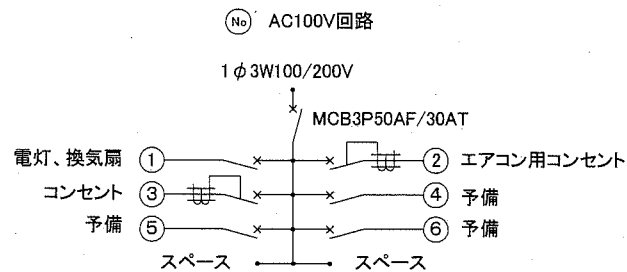 No AC100V回路
1φ3W100/200V
MCB3P50AF/30AT
電灯、換気扇 1
2 エアコン用コンセント
コンセント 3
4 予備
予備 5
6 予備
スペース スペース